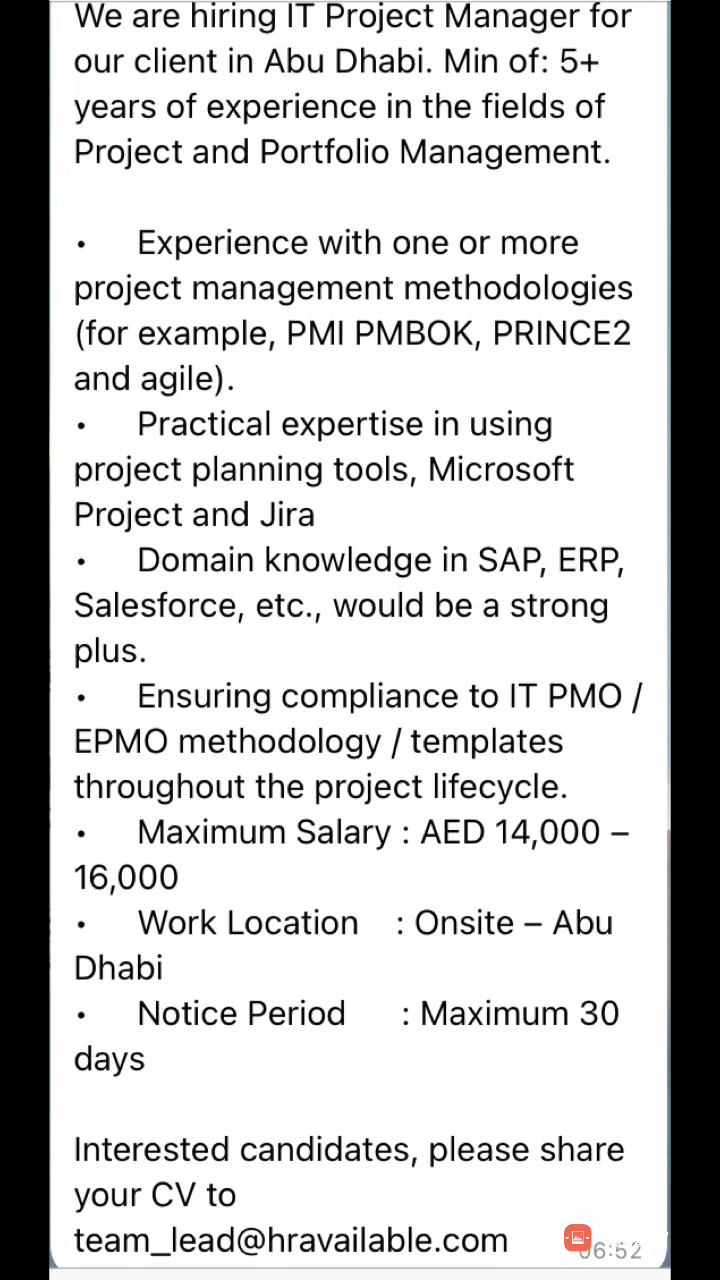 We are hiring IT Project Manager for
our client in Abu Dhabi. Min of: 5+
years of experience in the fields of
Project and Portfolio Management.
• Experience with one or more
project management methodologies
(for example, PMI PMBOK, PRINCE2
and agile).
• Practical expertise in using
project planning tools, Microsoft
Project and Jira
• Domain knowledge in SAP, ERP,
Salesforce, etc., would be a strong
plus.
• Ensuring compliance to IT PMO /
EPMO methodology / templates
throughout the project lifecycle.
• Maximum Salary : AED 14,000 –
16,000
• Work Location : Onsite – Abu
Dhabi
• Notice Period : Maximum 30
days
Interested candidates, please share
your CV to
team_lead@hravailable.com
06:52